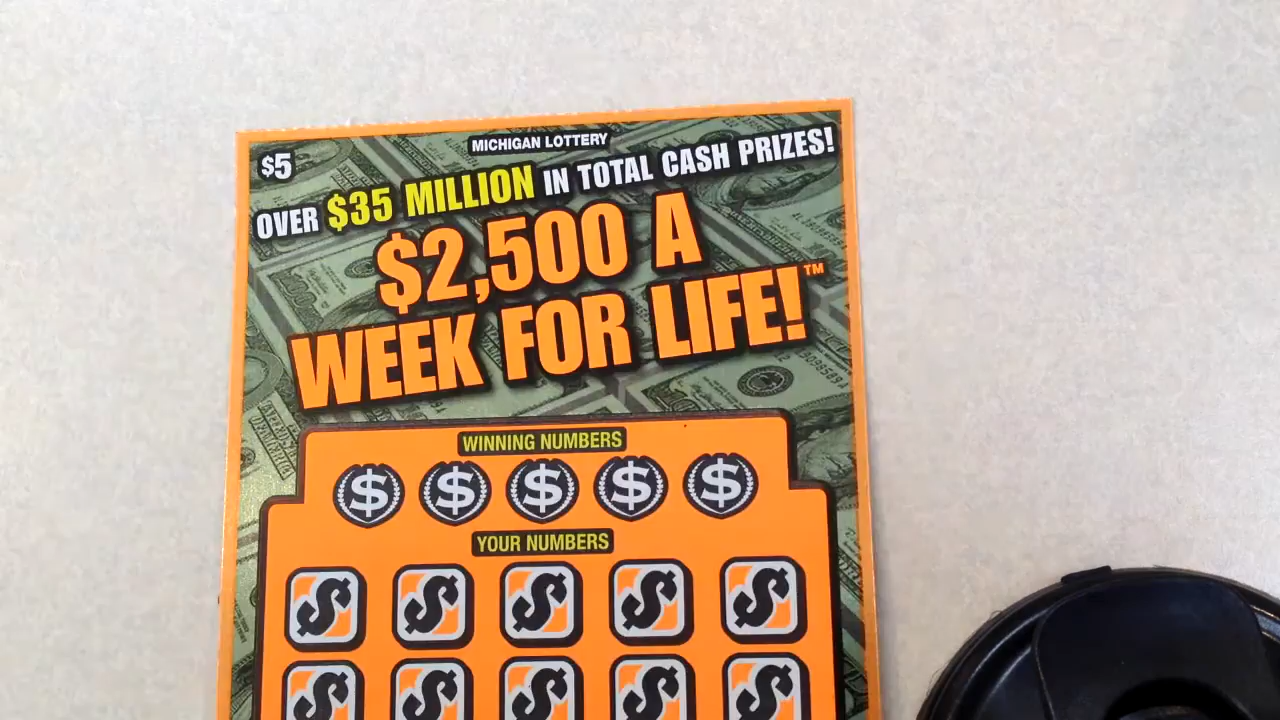 MICHIGAN LOTTERY
$5
OVER $35 MILLION IN TOTAL CASH PRIZES!
$2,500 A
WEEK FOR LIFE!™
WINNING NUMBERS
$ $ $ $ $
YOUR NUMBERS
$ $ $ $ $
$ $ $ $ $